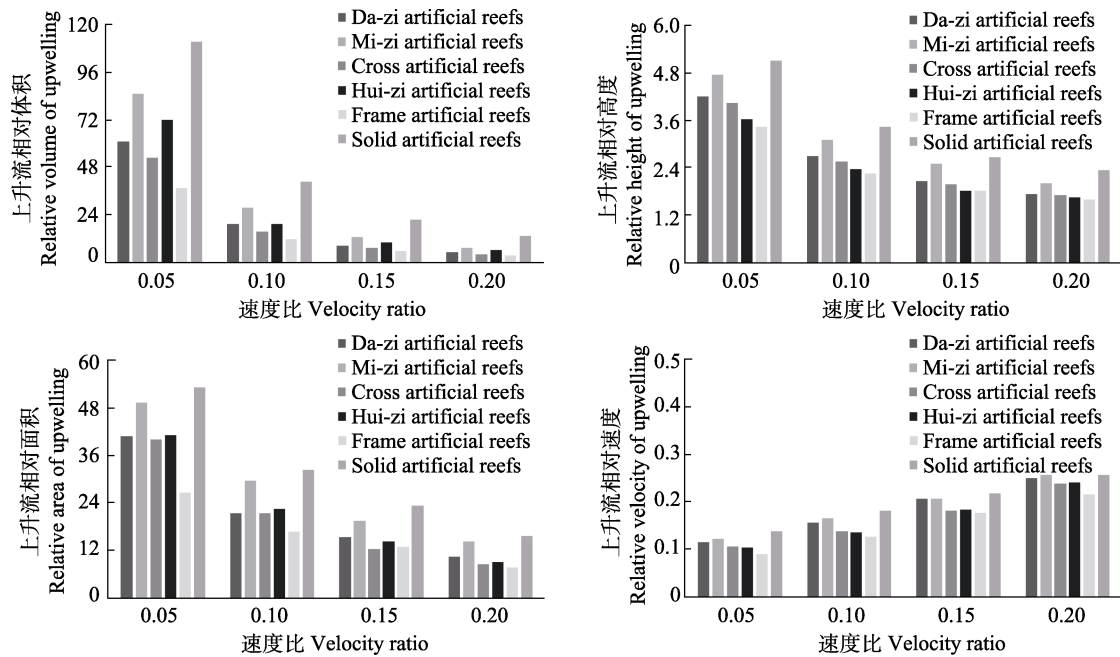 上升流相对体积
Relative volume of upwelling
120
96
72
48
24
0
Da-zi artificial reefs
Mi-zi artificial reefs
Cross artificial reefs
Hui-zi artificial reefs
Frame artificial reefs
Solid artificial reefs
0.05 0.10 0.15 0.20
速度比 Velocity ratio
上升流相对高度
Relative height of upwelling
6.0
4.8
3.6
2.4
1.2
0
Da-zi artificial reefs
Mi-zi artificial reefs
Cross artificial reefs
Hui-zi artificial reefs
Frame artificial reefs
Solid artificial reefs
0.05 0.10 0.15 0.20
速度比 Velocity ratio
上升流相对面积
Relative area of upwelling
60
48
36
24
12
0
Da-zi artificial reefs
Mi-zi artificial reefs
Cross artificial reefs
Hui-zi artificial reefs
Frame artificial reefs
Solid artificial reefs
0.05 0.10 0.15 0.20
速度比 Velocity ratio
上升流相对速度
Relative velocity of upwelling
0.5
0.4
0.3
0.2
0.1
0
Da-zi artificial reefs
Mi-zi artificial reefs
Cross artificial reefs
Hui-zi artificial reefs
Frame artificial reefs
Solid artificial reefs
0.05 0.10 0.15 0.20
速度比 Velocity ratio